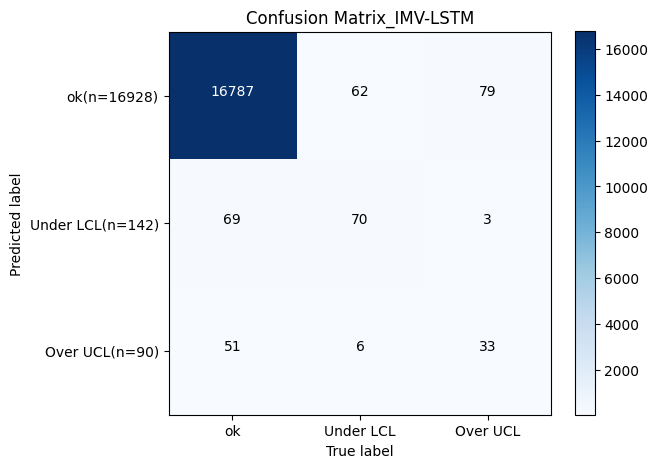 Confusion Matrix_IMV-LSTM
Predicted label
ok(n=16928)
16787 62 79
Under LCL(n=142)
69 70 3
Over UCL(n=90)
51 6 33
ok Under LCL Over UCL
True label
16000
14000
12000
10000
8000
6000
4000
2000